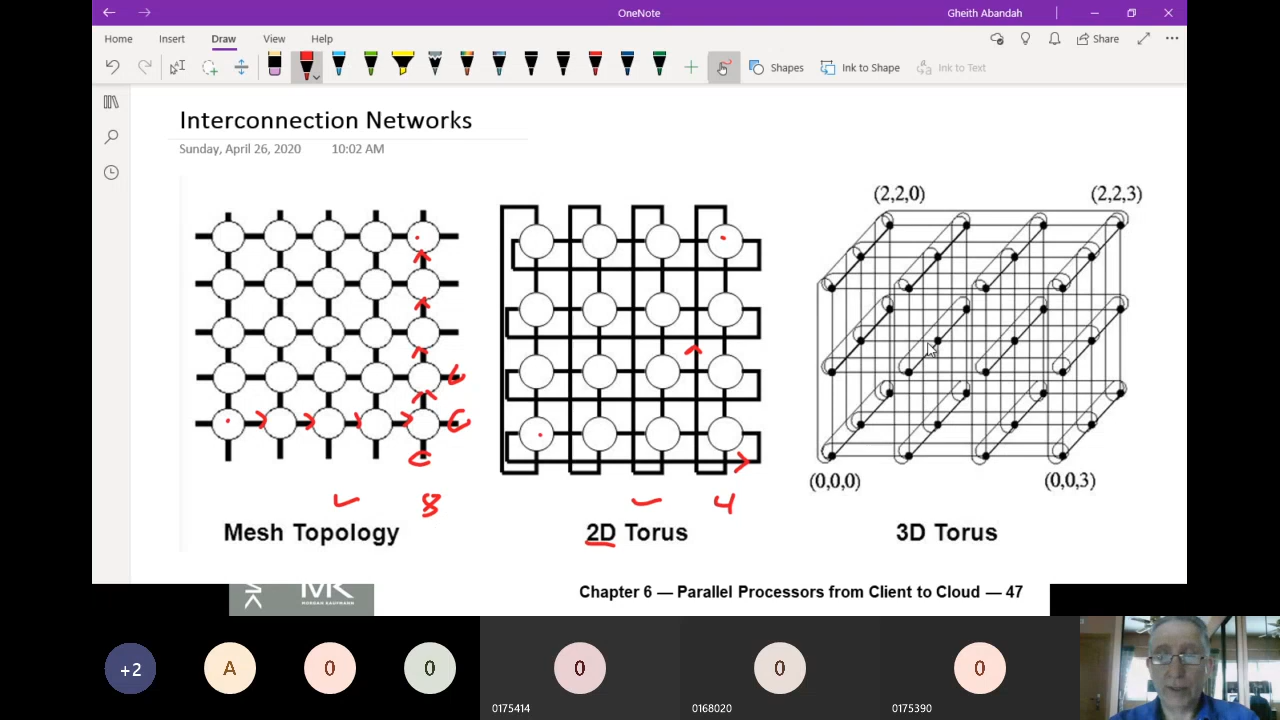 OneNote
Gheith Abandah
Home Insert Draw View Help
Share
Shapes
Ink to Shape
Ink to Text
Interconnection Networks
Sunday, April 26, 2020 10:02 AM
(2,2,0) (2,2,3)
(0,0,0) (0,0,3)
8 4
Mesh Topology 2D Torus 3D Torus
MK
MORGAN KAUFMANN
Chapter 6 — Parallel Processors from Client to Cloud — 47
+2 A 0 0 0 0 0
0175414 0168020 0175390